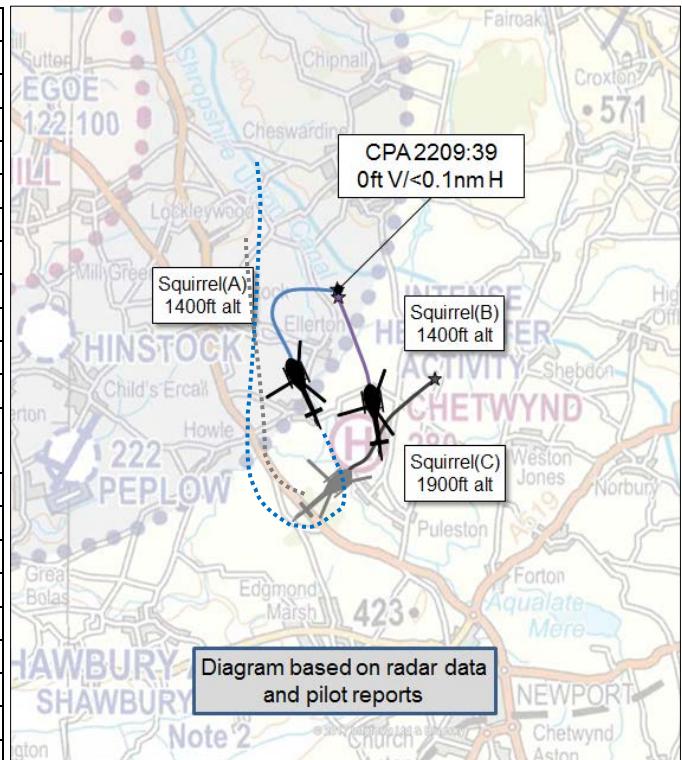 Fairoak
Sutton
Chipnall
EGOE
122.100
Croxton
571
Cheswardine
CPA 2209:39
0ft V/<0.1nm H
Shropshire Union Canal
Lockleywood
Mill Green
Squirrel(A)
1400ft alt
Squirrel(B)
1400ft alt
INTENSE
HINSTOCK
Ellerton
ACTIVITY
Shebdon
Child's Ercall
CHETWYND
Howle
222
PEPLOW
Squirrel(C)
1900ft alt
Weston
Jones
Norbury
Puleston
A519
Great
Bolas
Edgmond
Marsh
423
Forton
Aqualate
Mere
Diagram based on radar data
and pilot reports
SHAWBURY
NEWPORT
Note 2
Church
Aston
Chetwynd
Aston